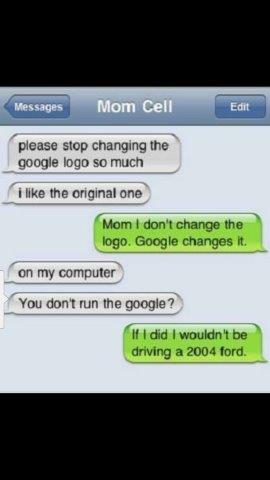 Messages
Mom Cell
Edit
please stop changing the
google logo so much
i like the original one
Mom I don't change the
logo. Google changes it.
on my computer
You don't run the google?
If I did I wouldn't be
driving a 2004 ford.